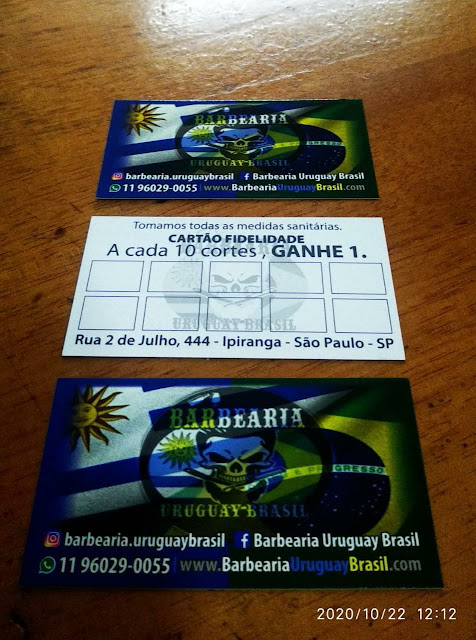 BARBEARIA
PROGRESSO
URUGUAY BRASIL
barbearia.uruguaybrasil f Barbearia Uruguay Brasil
11 96029-0055 | www.BarbeariaUruguayBrasil.com
Tomamos todas as medidas sanitárias.
CARTÃO FIDELIDADE
A cada 10 cortes , GANHE 1.
URUGUAY BRASIL
Rua 2 de Julho, 444 - Ipiranga - São Paulo - SP
BARBEARIA
E PROGRESSO
URUGUAY BRASIL
barbearia.uruguaybrasil f Barbearia Uruguay Brasil
11 96029-0055 | www.BarbeariaUruguayBrasil.com
2020/10/22 12:12